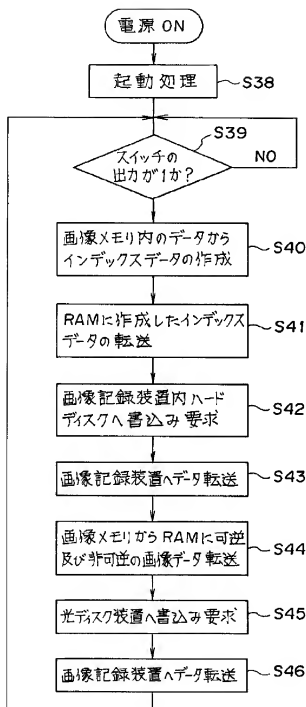 電源 ON
起動処理
S38
S39
スイッチの
出力が1か?
NO
画像メモリ内のデータから
インデックスデータの作成
S40
RAMに作成したインデックス
データの転送
S41
画像記録装置内ハード
ディスクへ書込み要求
S42
画像記録装置へデータ転送
S43
画像メモリからRAMに可逆
及び非可逆の画像データ転送
S44
光ディスク装置へ書込み要求
S45
画像記録装置へデータ転送
S46